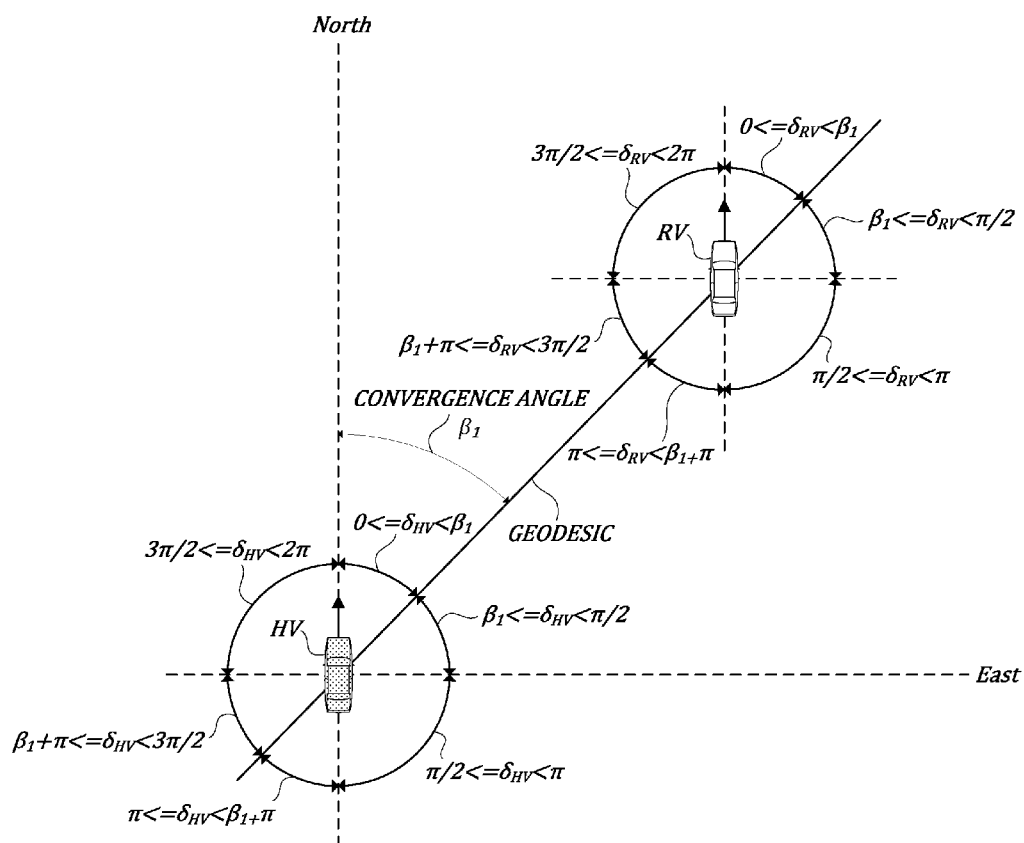 North
0<=δRV<β1
3π/2<=δRV<2π
RV
β1<=δRV<π/2
β1+π<=δRV<3π/2
π/2<=δRV<π
CONVERGENCE ANGLE
β1
π<=δRV<β1+π
0<=δHV<β1
GEODESIC
3π/2<=δHV<2π
HV
β1<=δHV<π/2
East
β1+π<=δHV<3π/2
π/2<=δHV<π
π<=δHV<β1+π